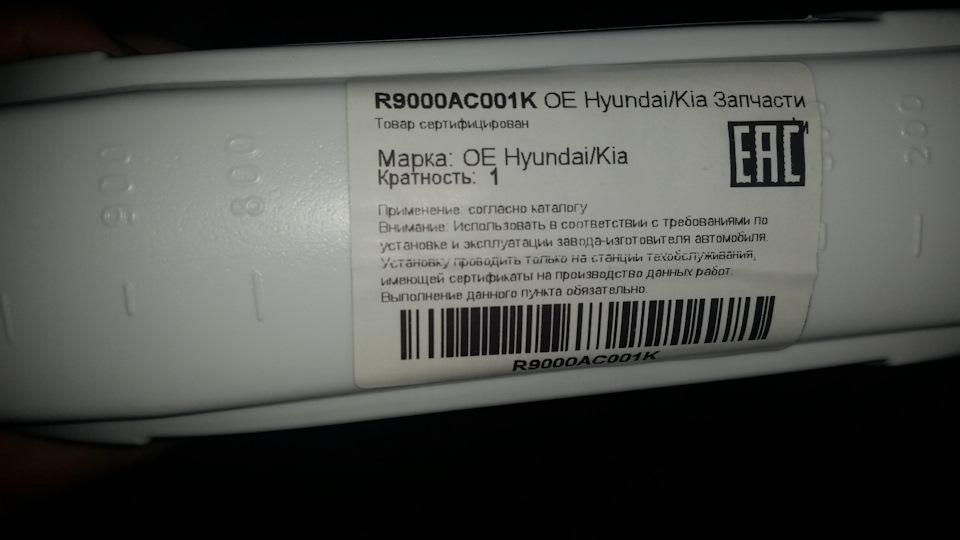 R9000AC001K OE Hyundai/Kia Запчасти
Товар сертифицирован
EAC
Марка: OE Hyundai/Kia
Кратность: 1
Применение: согласно каталогу
Внимание: Использовать в соответствии с требованиями по
установке и эксплуатации завода-изготовителя автомобиля.
Установку проводить только на станции техобслуживания,
имеющей сертификаты на производство данных работ.
Выполнение данного пункта обязательно.
R9000AC001K
900
800
200